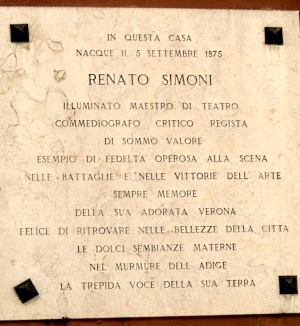 IN QUESTA CASA
NACQUE IL 5 SETTEMBRE 1875
RENATO SIMONI
ILLUMINATO MAESTRO DI TEATRO
COMMEDIOGRAFO CRITICO REGISTA
DI SOMMO VALORE
ESEMPIO DI FEDELTA' OPEROSA ALLA SCENA
NELLE BATTAGLIE E NELLE VITTORIE DELL' ARTE
SEMPRE MEMORE
DELLA SUA ADORATA VERONA
FELICE DI RITROVARE NELLE BELLEZZE DELLA CITTA
LE DOLCI SEMBIANZE MATERNE
NEL MURMURE DELL ADIGE
LA TREPIDA VOCE DELLA SUA TERRA